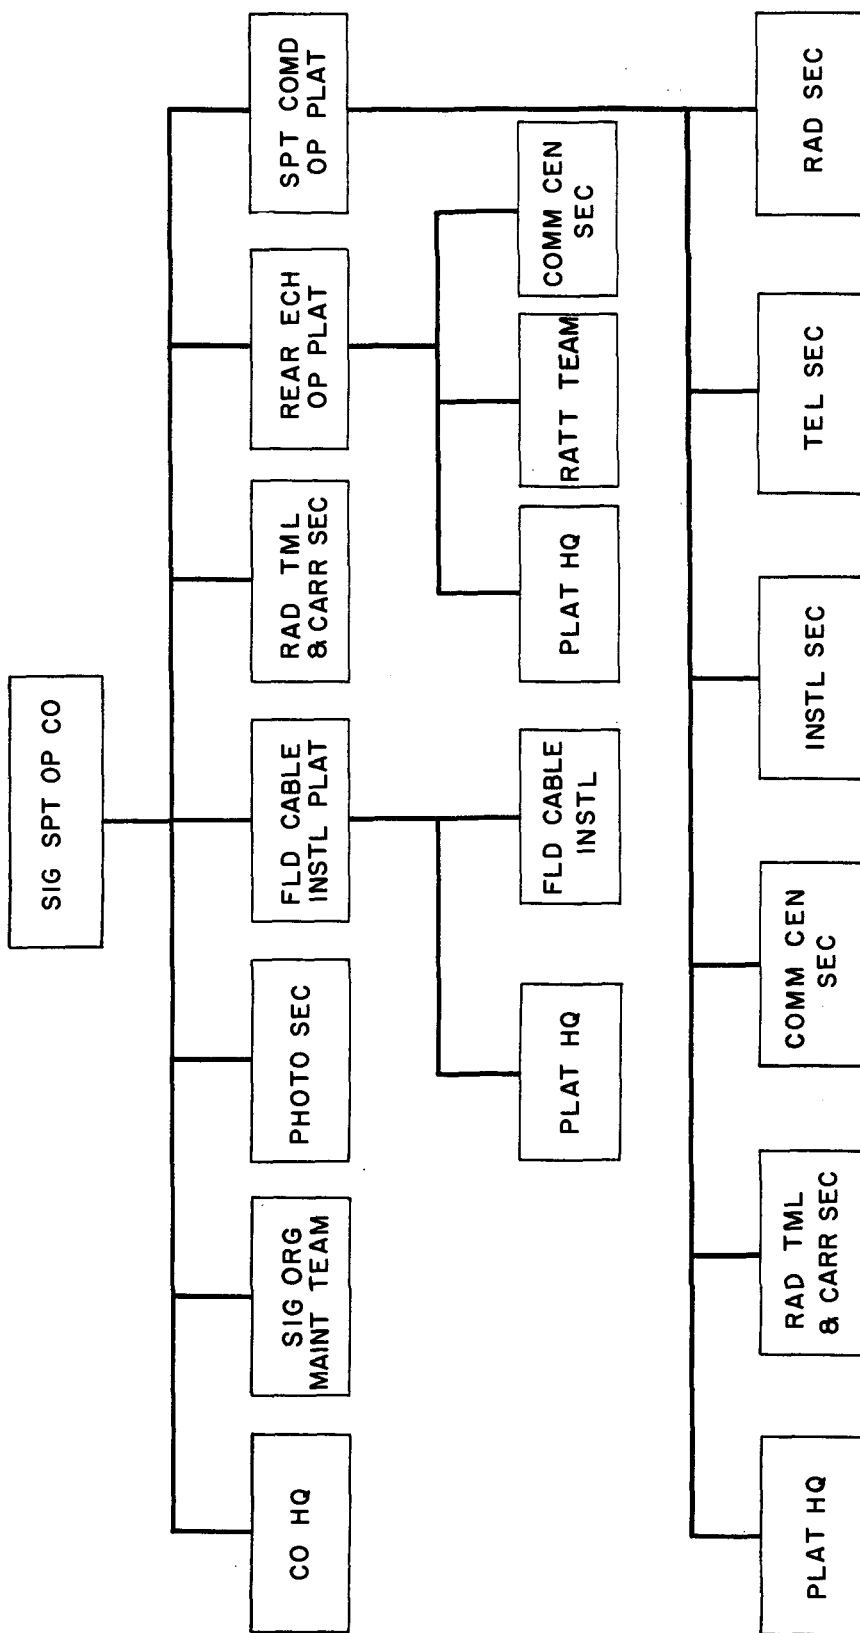 SIG SPT OP CO
CO HQ
SIG ORG
MAINT TEAM
PHOTO SEC
FLD CABLE
INSTL PLAT
RAD TML
& CARR SEC
REAR ECH
OP PLAT
SPT COMD
OP PLAT
PLAT HQ
FLD CABLE
INSTL
PLAT HQ
RATT TEAM
COMM CEN
SEC
PLAT HQ
RAD TML
& CARR SEC
COMM CEN
SEC
INSTL SEC
TEL SEC
RAD SEC